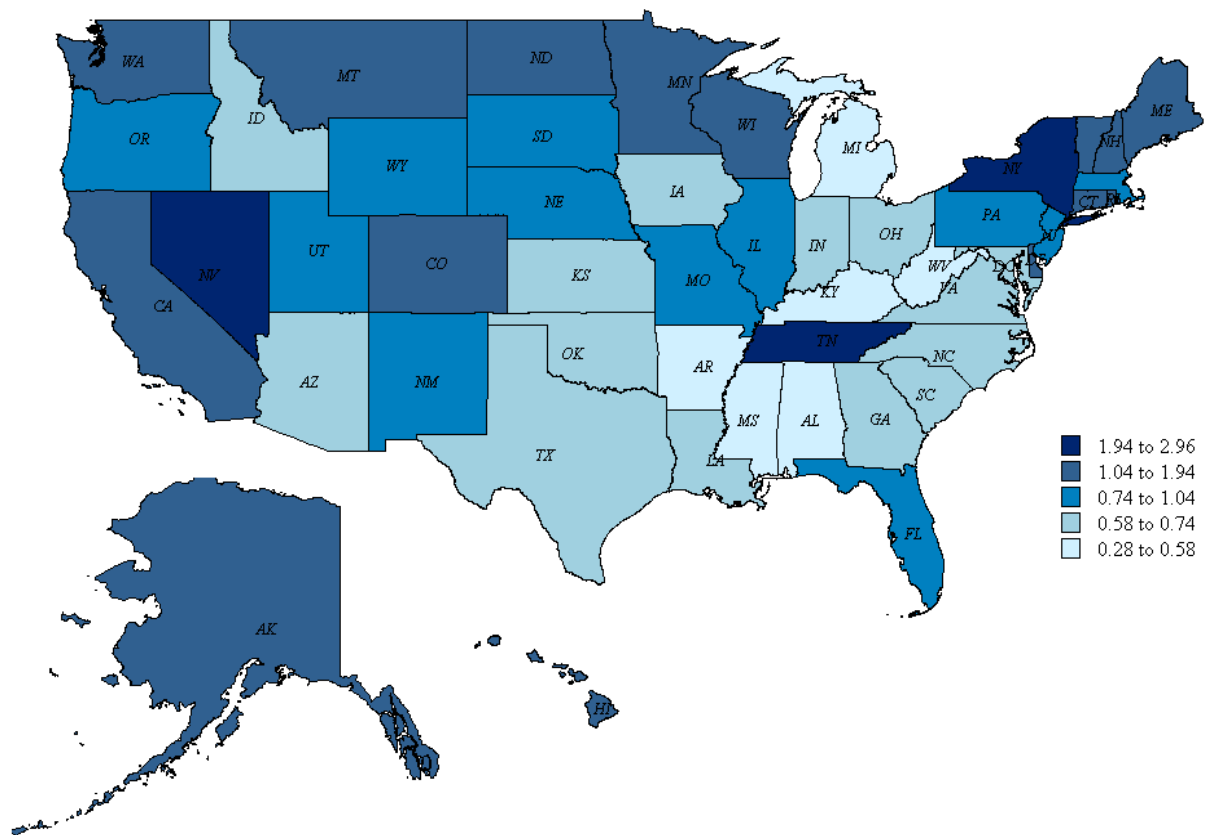 WA
MT
ND
MN
ME
OR
ID
SD
WI
NH
WY
MI
NY
IA
CT
NE
PA
NV
UT
CO
IL
IN
OH
NJ
KS
MO
WV
DC
DE
CA
KY
VA
OK
TN
NC
AZ
NM
AR
SC
MS
AL
GA
TX
LA
FL
AK
HI
1.94 to 2.96
1.04 to 1.94
0.74 to 1.04
0.58 to 0.74
0.28 to 0.58